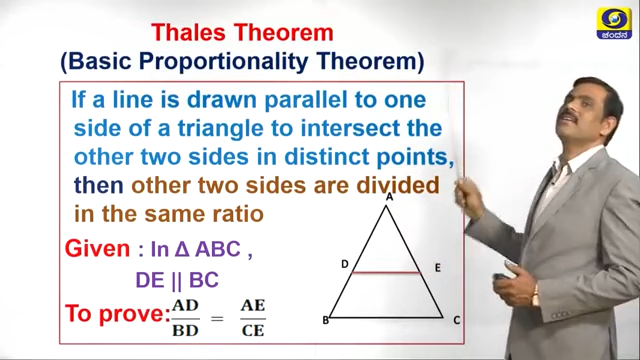 Thales Theorem
(Basic Proportionality Theorem)
ಚಂದನ
If a line is drawn parallel to one
side of a triangle to intersect the
other two sides in distinct points,
then other two sides are divided
in the same ratio
A
Given : In Δ ABC ,
D E
DE || BC
To prove: AD/BD = AE/CE
B C